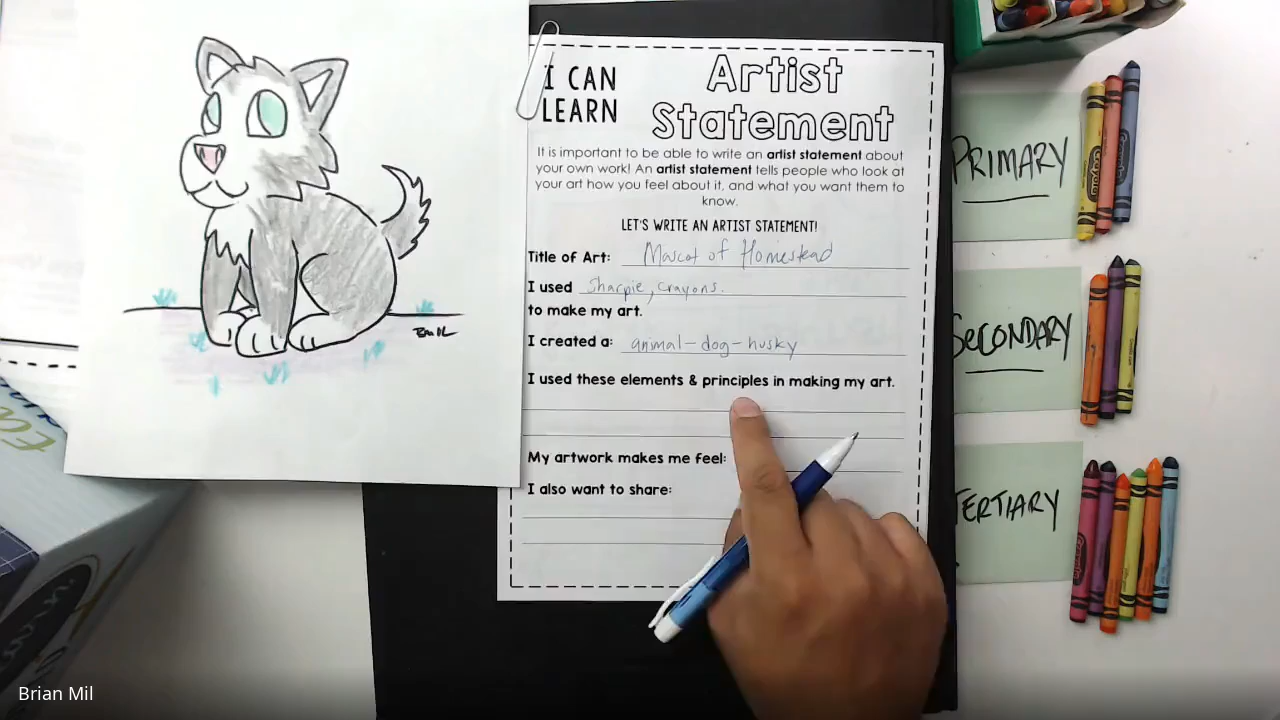 I CAN
LEARN
Artist
Statement
It is important to be able to write an artist statement about
your own work! An artist statement tells people who look at
your art how you feel about it, and what you want them to
know.
LET'S WRITE AN ARTIST STATEMENT!
Title of Art: Mascot of Homestead
I used Sharpie, crayons.
to make my art.
I created a: animal-dog-husky
I used these elements & principles in making my art.
My artwork makes me feel:
I also want to share:
PRIMARY
SECONDARY
TERTIARY
Brian Mil